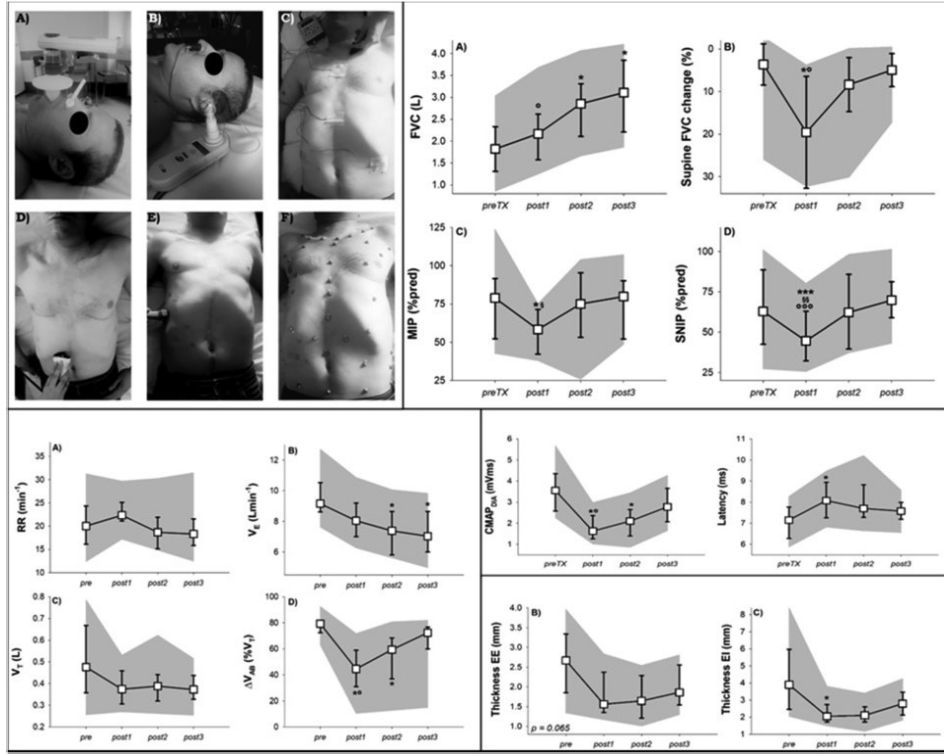 A)
B)
C)
D)
E)
F)
A)
FVC (L)
4.0
3.5
3.0
2.5
2.0
1.5
1.0
o
*
*
preTX
post1
post2
post3
B)
Supine FVC change (%)
0
10
20
30
*o
preTX
post1
post2
post3
C)
MIP (%pred)
125
100
75
50
25
*§
preTX
post1
post2
post3
D)
SNIP (%pred)
125
100
75
50
25
***
§§
ooo
preTX
post1
post2
post3
A)
RR (min⁻¹)
40
35
30
25
20
15
10
pre
post1
post2
post3
B)
VE (Lmin⁻¹)
12
10
8
6
*
*
pre
post1
post2
post3
C)
VT (L)
0.8
0.7
0.6
0.5
0.4
0.3
0.2
pre
post1
post2
post3
D)
ΔVAB (%VT)
100
80
60
40
20
0
*o
*
pre
post1
post2
post3
CMAPDIA (mVms)
6
5
4
3
2
1
0
*o
*
preTX
post1
post2
post3
Latency (ms)
11
10
9
8
7
6
5
*
preTX
post1
post2
post3
B)
Thickness EE (mm)
4.0
3.5
3.0
2.5
2.0
1.5
1.0
p = 0.065
pre
post1
post2
post3
C)
Thickness EI (mm)
8
7
6
5
4
3
2
1
*
pre
post1
post2
post3